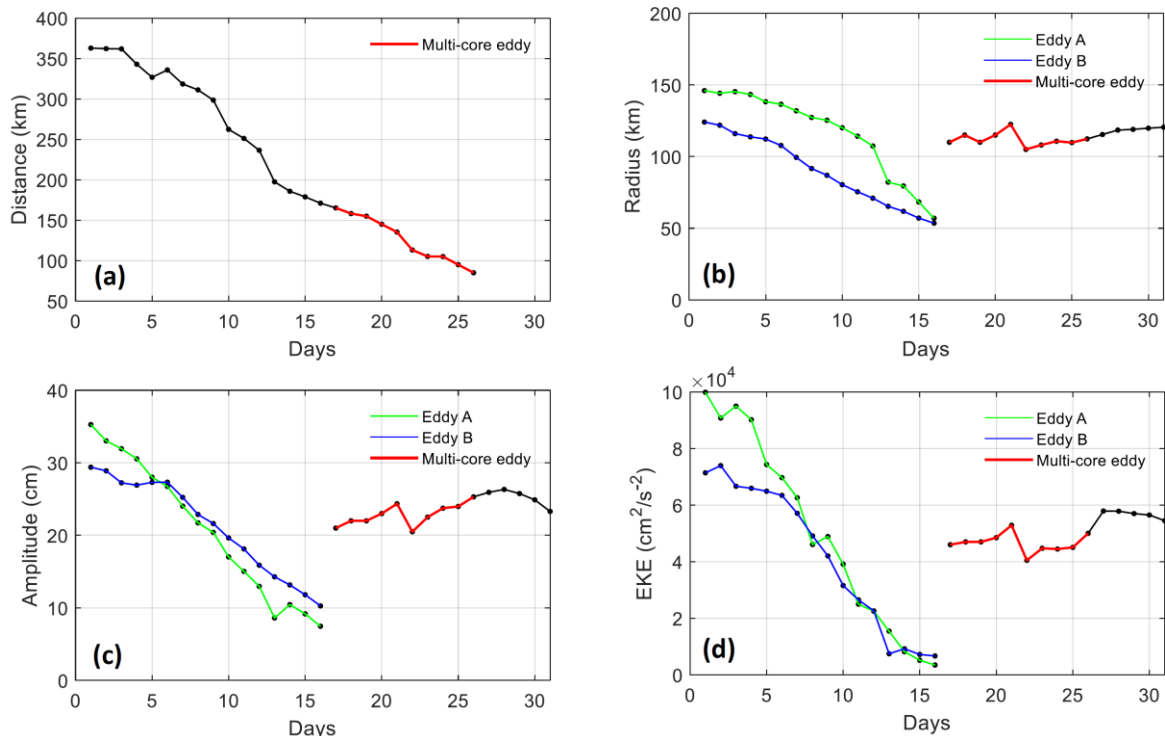 400
350
300
250
200
150
100
50
Distance (km)
Multi-core eddy
(a)
0 5 10 15 20 25 30
Days
200
150
100
50
0
Radius (km)
Eddy A
Eddy B
Multi-core eddy
(b)
0 5 10 15 20 25 30
Days
40
30
20
10
0
Amplitude (cm)
Eddy A
Eddy B
Multi-core eddy
(c)
0 5 10 15 20 25 30
Days
×10⁴
10
8
6
4
2
0
EKE (cm²/s⁻²)
Eddy A
Eddy B
Multi-core eddy
(d)
0 5 10 15 20 25 30
Days